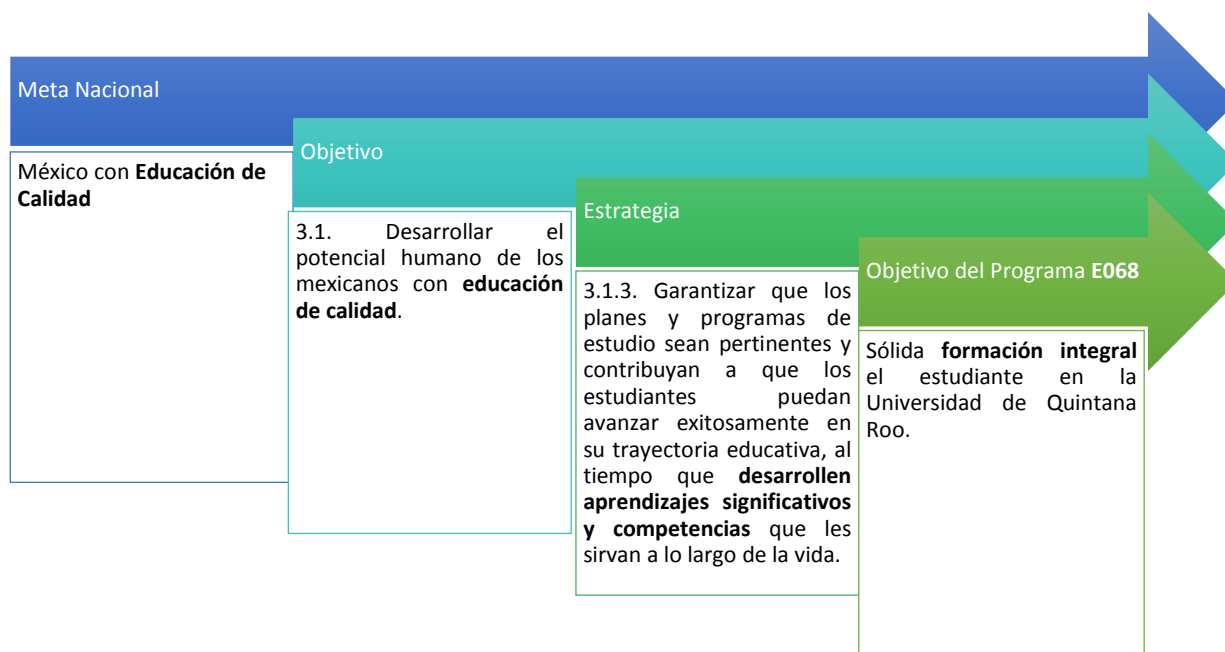 Meta Nacional
México con Educación de
Calidad
Objetivo
3.1. Desarrollar el
potencial humano de los
mexicanos con educación
de calidad.
Estrategia
3.1.3. Garantizar que los
planes y programas de
estudio sean pertinentes y
contribuyan a que los
estudiantes puedan
avanzar exitosamente en
su trayectoria educativa, al
tiempo que desarrollen
aprendizajes significativos
y competencias que les
sirvan a lo largo de la vida.
Objetivo del Programa E068
Sólida formación integral
el estudiante en la
Universidad de Quintana
Roo.